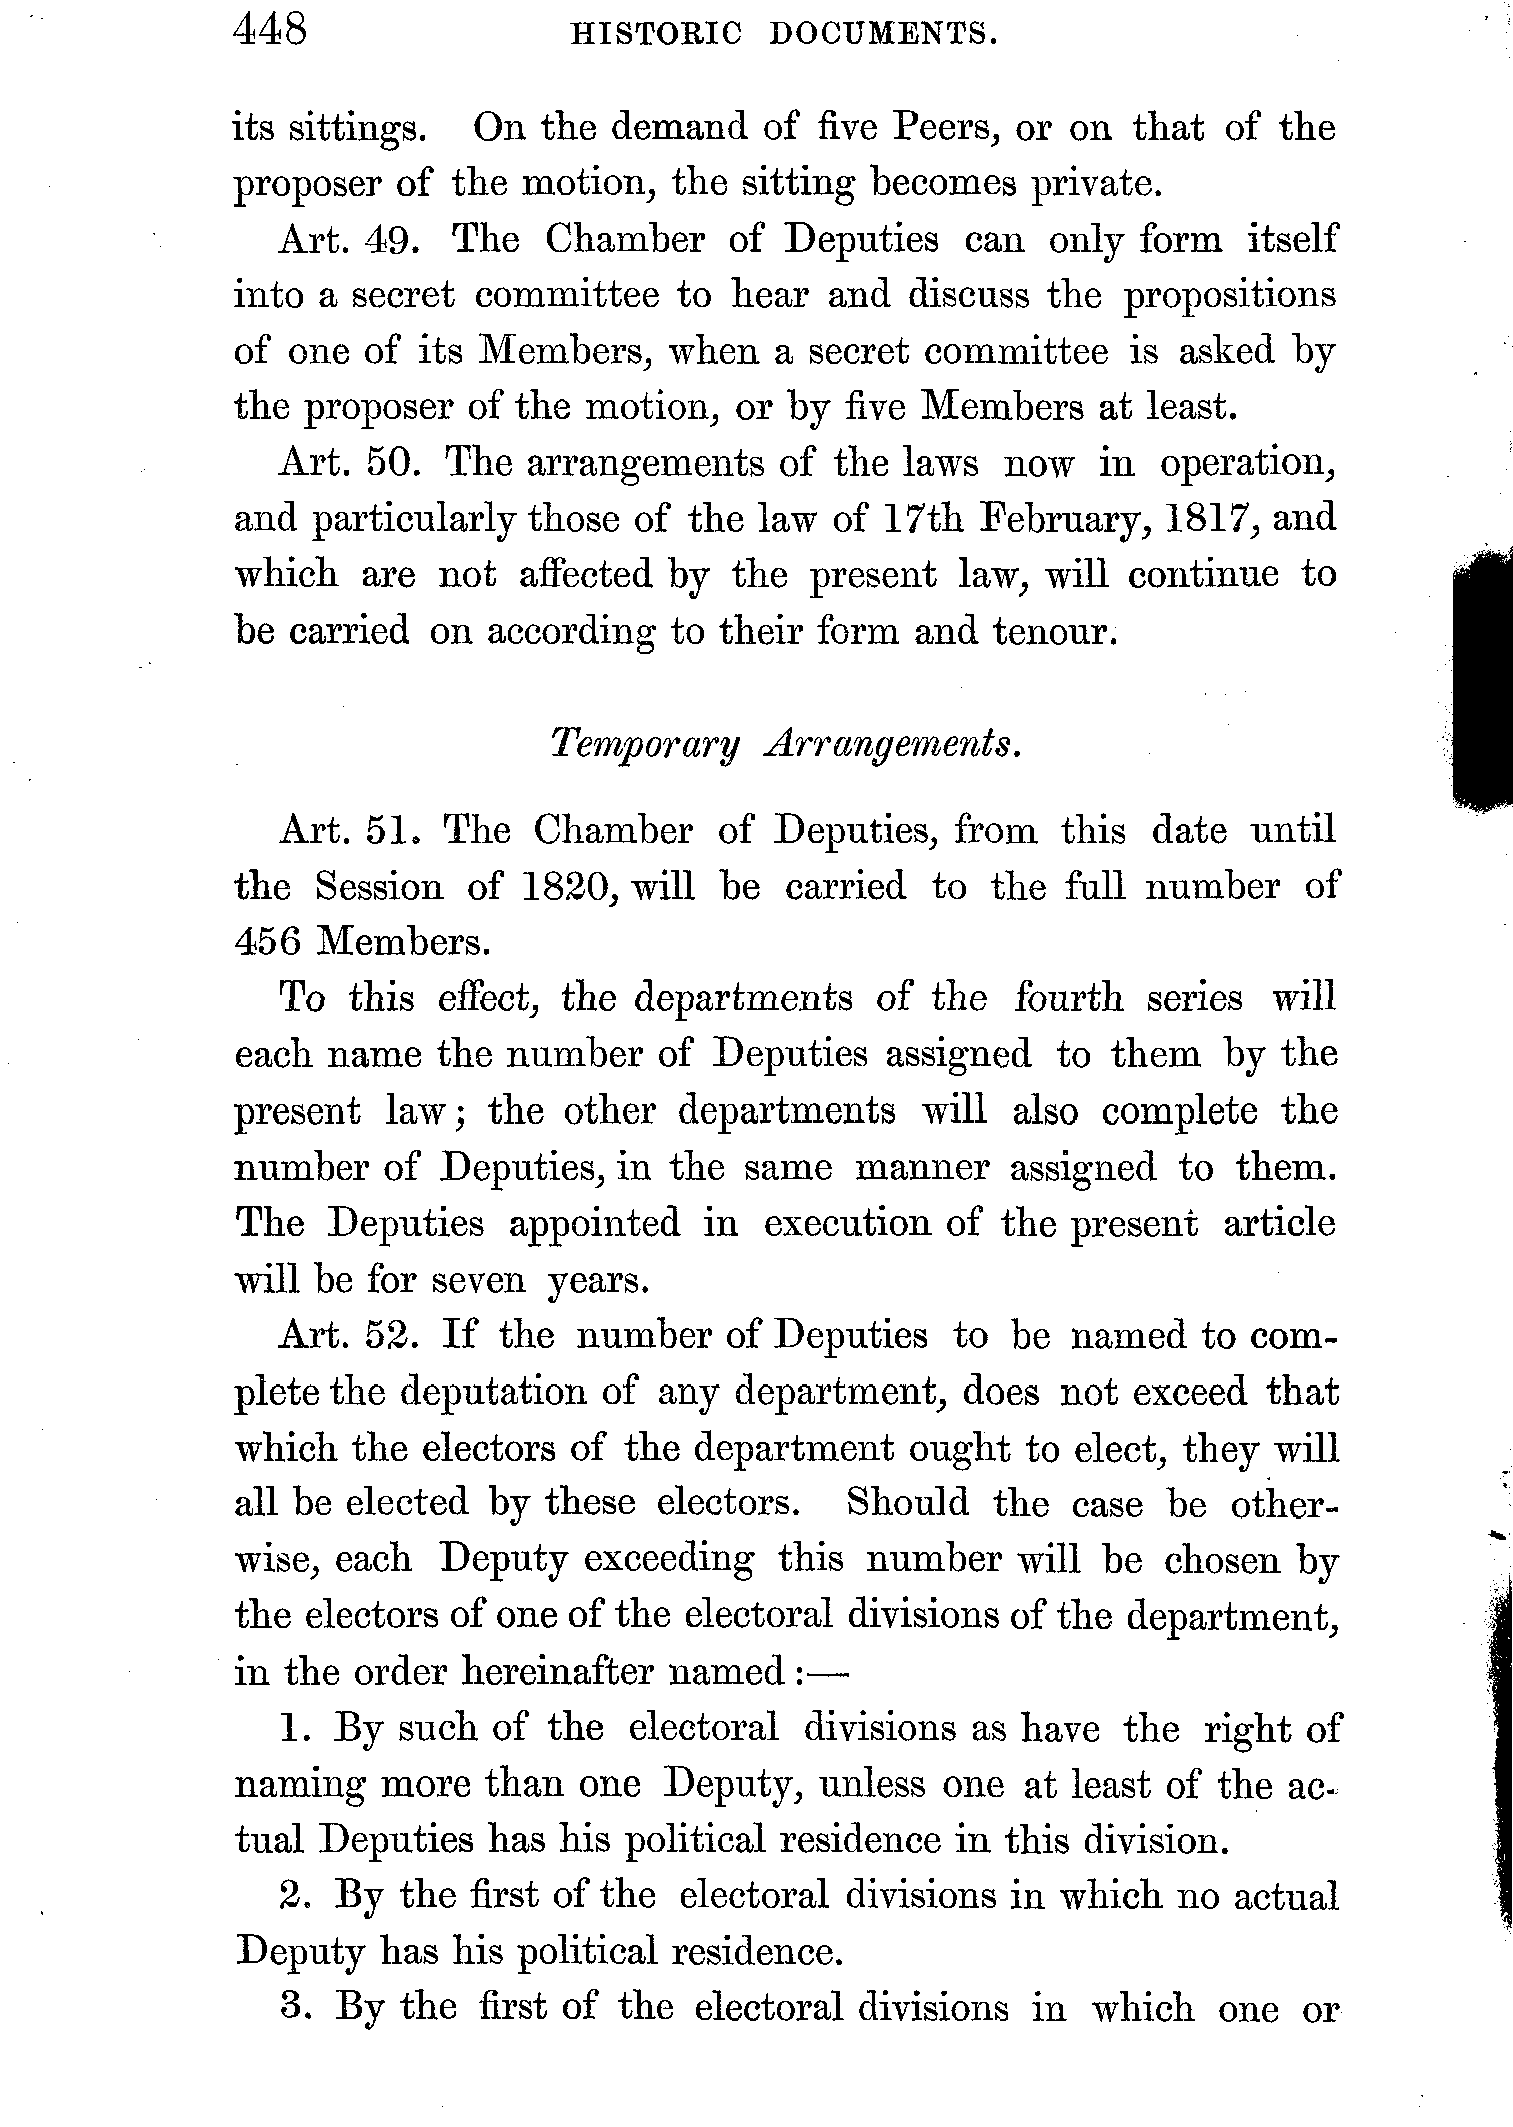 448 HISTORIC DOCUMENTS.
its sittings. On the demand of five Peers, or on that of the
proposer of the motion, the sitting becomes private.
Art. 49. The Chamber of Deputies can only form itself
into a secret committee to hear and discuss the propositions
of one of its Members, when a secret committee is asked by
the proposer of the motion, or by five Members at least.
Art. 50. The arrangements of the laws now in operation,
and particularly those of the law of 17th February, 1817, and
which are not affected by the present law, will continue to
be carried on according to their form and tenour.
Temporary Arrangements.
Art. 51. The Chamber of Deputies, from this date until
the Session of 1820, will be carried to the full number of
456 Members.
To this effect, the departments of the fourth series will
each name the number of Deputies assigned to them by the
present law; the other departments will also complete the
number of Deputies, in the same manner assigned to them.
The Deputies appointed in execution of the present article
will be for seven years.
Art. 52. If the number of Deputies to be named to com-
plete the deputation of any department, does not exceed that
which the electors of the department ought to elect, they will
all be elected by these electors. Should the case be other-
wise, each Deputy exceeding this number will be chosen by
the electors of one of the electoral divisions of the department,
in the order hereinafter named:—
1. By such of the electoral divisions as have the right of
naming more than one Deputy, unless one at least of the ac-
tual Deputies has his political residence in this division.
2. By the first of the electoral divisions in which no actual
Deputy has his political residence.
3. By the first of the electoral divisions in which one or